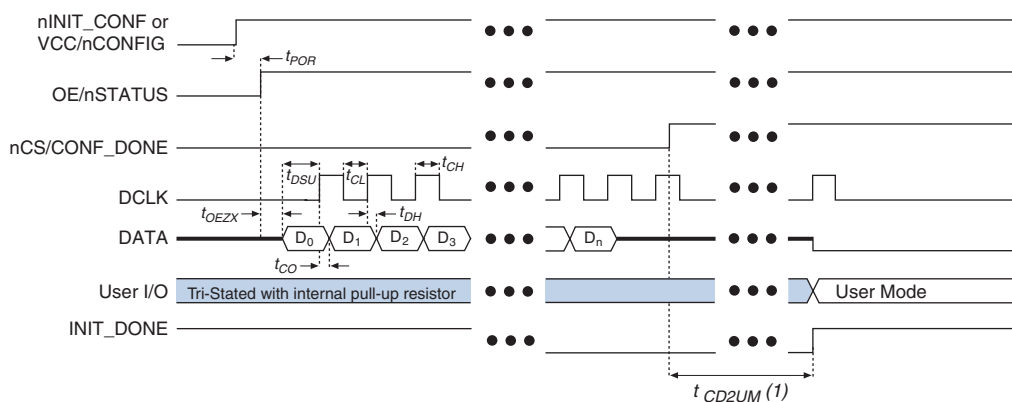 nINIT_CONF or
VCC/nCONFIG
tPOR
OE/nSTATUS
nCS/CONF_DONE
tDSU
tCL
tCH
DCLK
tOEZX
tDH
DATA
D0
D1
D2
D3
Dn
tCO
User I/O
Tri-Stated with internal pull-up resistor
User Mode
INIT_DONE
t CD2UM (1)